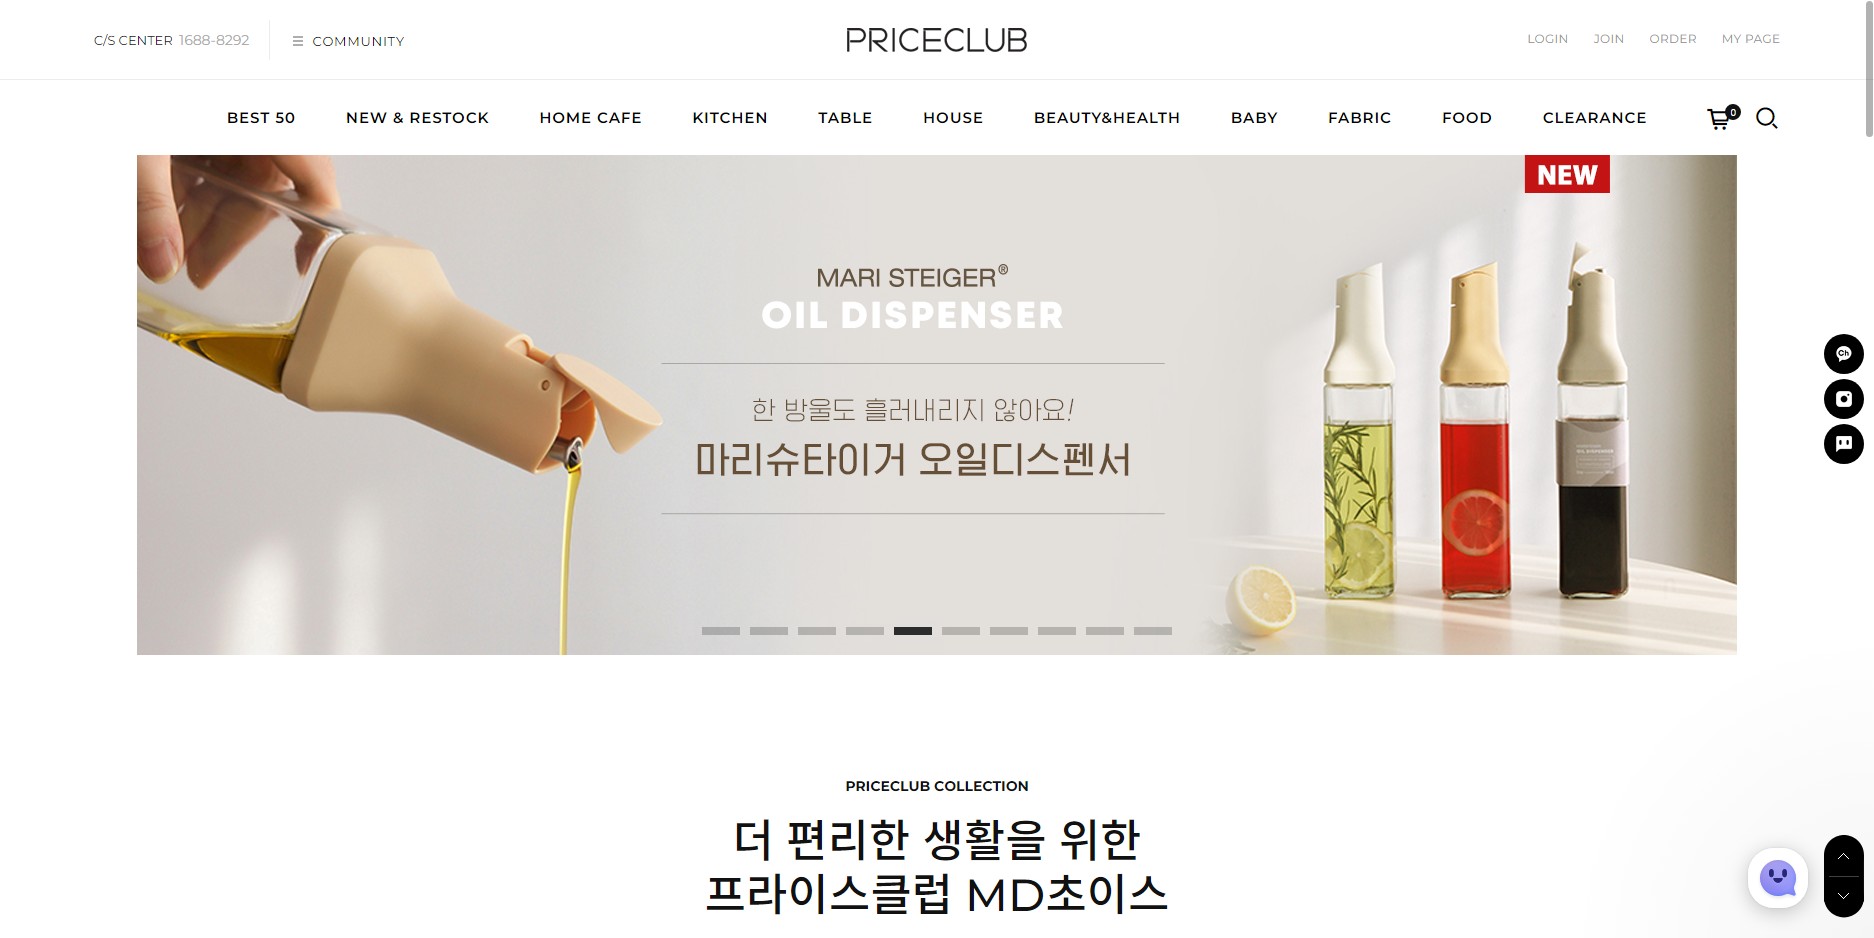 C/S CENTER 1688-8292
COMMUNITY
PRICECLUB
LOGIN JOIN ORDER MY PAGE
BEST 50 NEW & RESTOCK HOME CAFE KITCHEN TABLE HOUSE BEAUTY&HEALTH BABY FABRIC FOOD CLEARANCE
0
NEW
MARI STEIGER®
OIL DISPENSER
한 방울도 흘러내리지 않아요!
마리슈타이거 오일디스펜서
OIL DISPENSER
Ch
PRICECLUB COLLECTION
더 편리한 생활을 위한
프라이스클럽 MD초이스